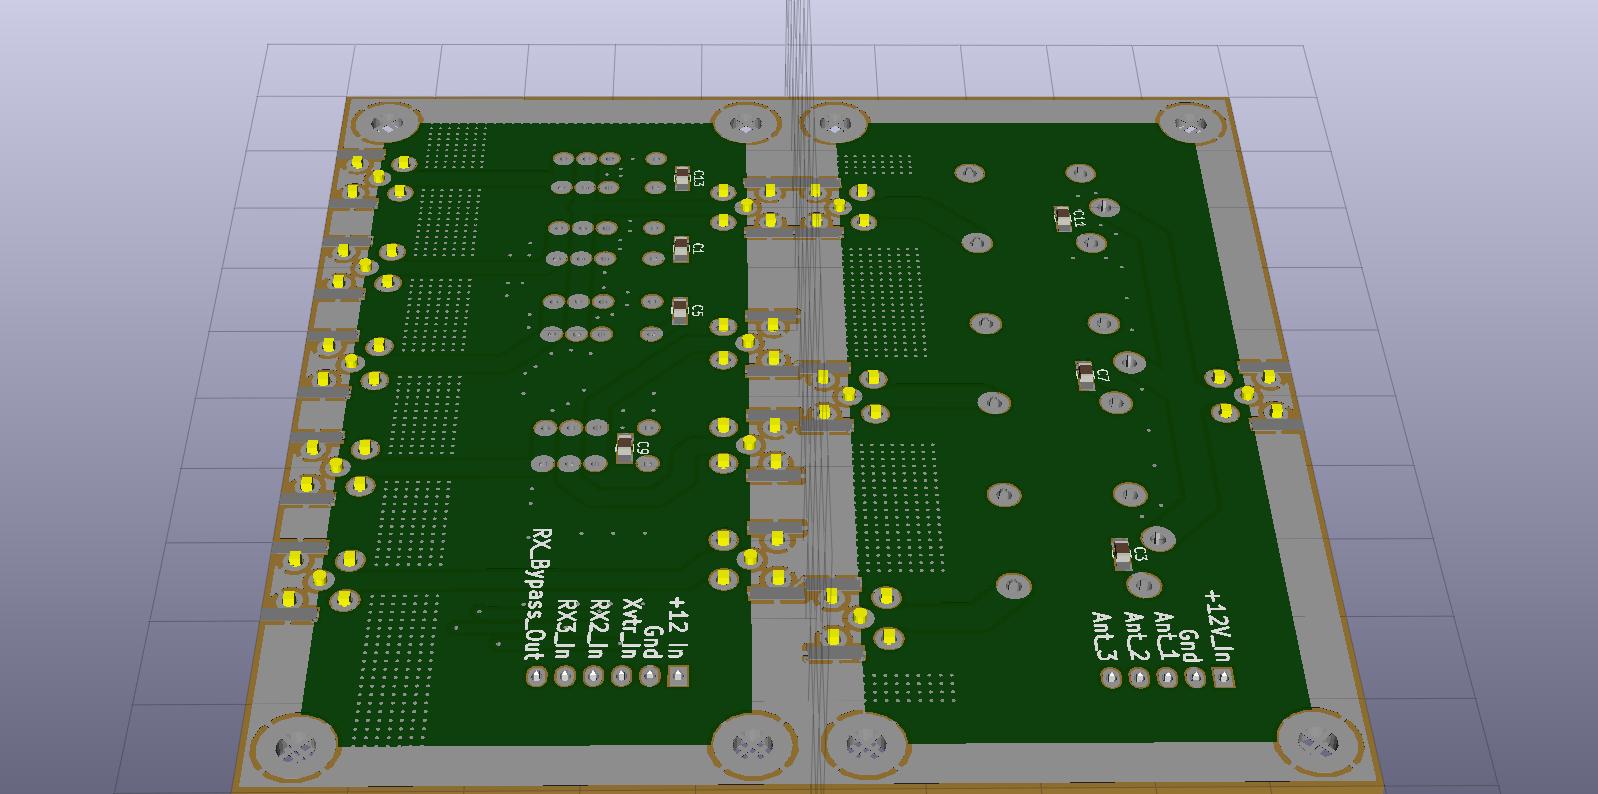 C13
C1
C5
C9
RX_Bypass_Out
RX3_In
RX2_In
Xvtr_In
Gnd
+12 In
C11
C7
C3
Ant_3
Ant_2
Ant_1
Gnd
+12V_In